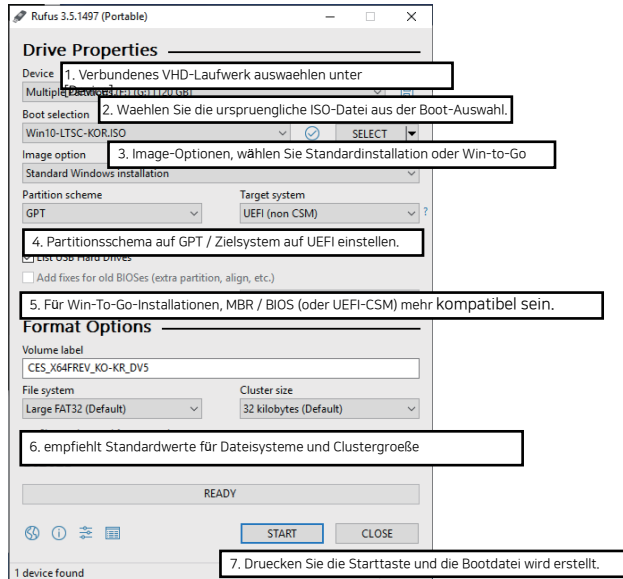 Rufus 3.5.1497 (Portable)
Drive Properties
Device
1. Verbundenes VHD-Laufwerk auswaehlen unter
[Device]
Multiple (G:) [120 GB]
Boot selection
2. Waehlen Sie die urspruengliche ISO-Datei aus der Boot-Auswahl.
Win10-LTSC-KOR.ISO
SELECT
Image option
3. Image-Optionen, wählen Sie Standardinstallation oder Win-to-Go
Standard Windows installation
Partition scheme
Target system
GPT
UEFI (non CSM)
?
4. Partitionsschema auf GPT / Zielsystem auf UEFI einstellen.
List USB Hard Drives
Add fixes for old BIOSes (extra partition, align, etc.)
5. Für Win-To-Go-Installationen, MBR / BIOS (oder UEFI-CSM) mehr kompatibel sein.
Format Options
Volume label
CES_X64FREV_KO-KR_DV5
File system
Cluster size
Large FAT32 (Default)
32 kilobytes (Default)
6. empfiehlt Standardwerte für Dateisysteme und Clustergroeße
READY
START
CLOSE
7. Druecken Sie die Starttaste und die Bootdatei wird erstellt.
1 device found